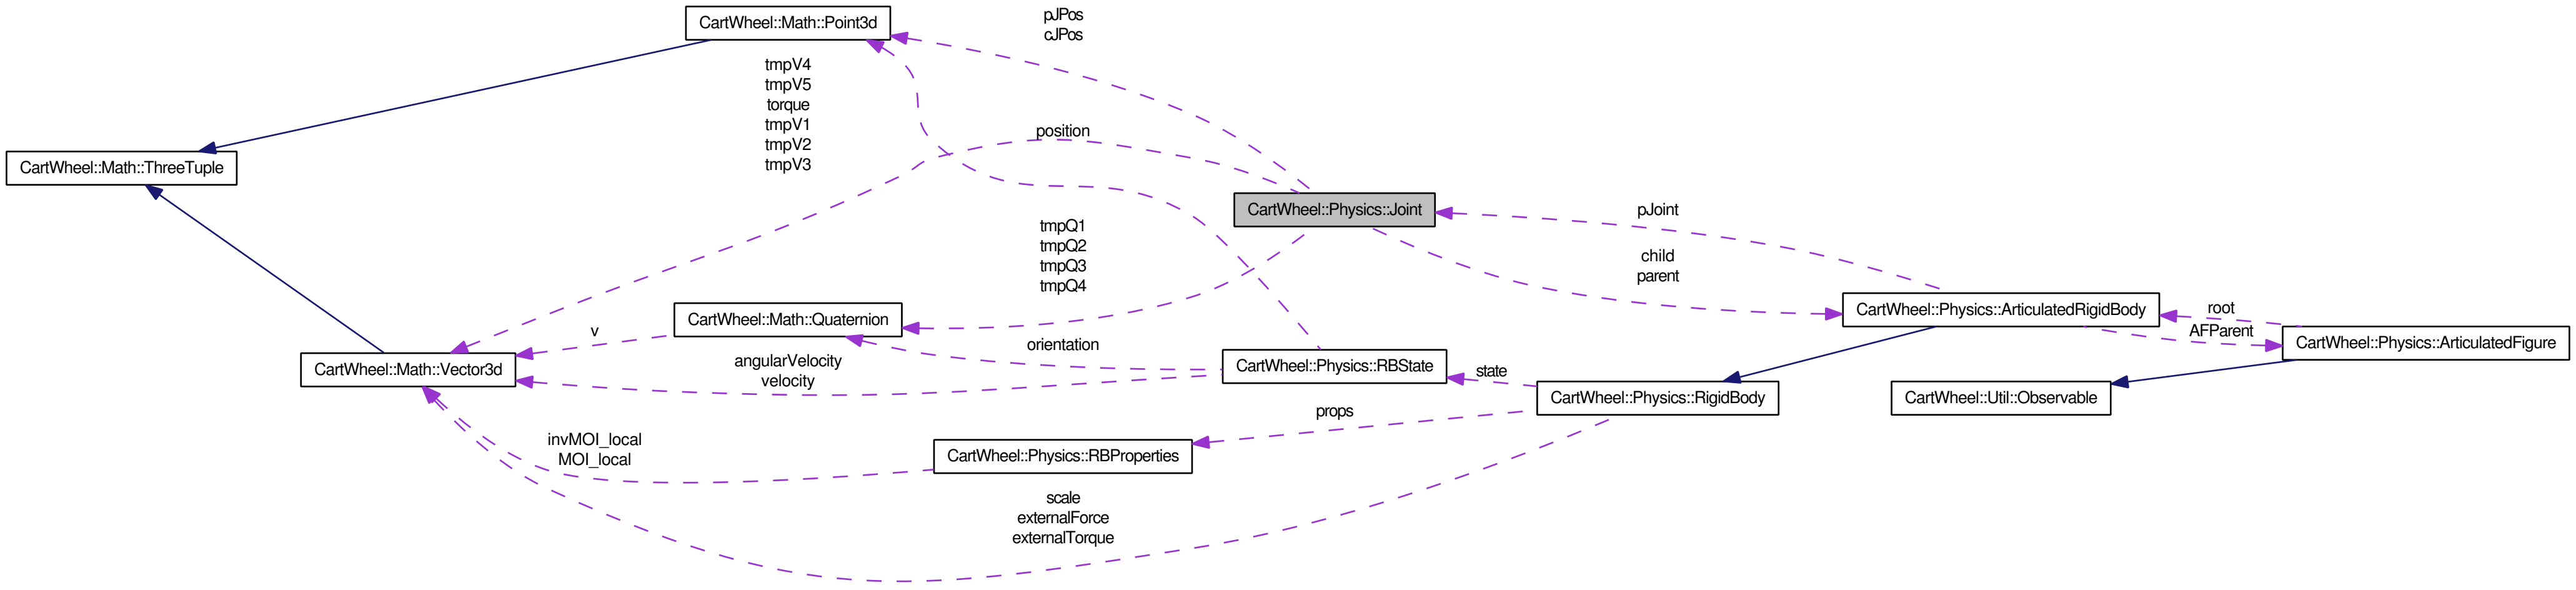 CartWheel::Math::Point3d
pJPos
cJPos
tmpV4
tmpV5
torque
tmpV1
tmpV2
tmpV3
position
CartWheel::Math::ThreeTuple
CartWheel::Physics::Joint
pJoint
tmpQ1
tmpQ2
tmpQ3
tmpQ4
child
parent
CartWheel::Math::Quaternion
CartWheel::Physics::ArticulatedRigidBody
root
AFParent
CartWheel::Physics::ArticulatedFigure
v
orientation
CartWheel::Math::Vector3d
angularVelocity
velocity
CartWheel::Physics::RBState
state
CartWheel::Physics::RigidBody
CartWheel::Util::Observable
props
invMOI_local
MOI_local
CartWheel::Physics::RBProperties
scale
externalForce
externalTorque